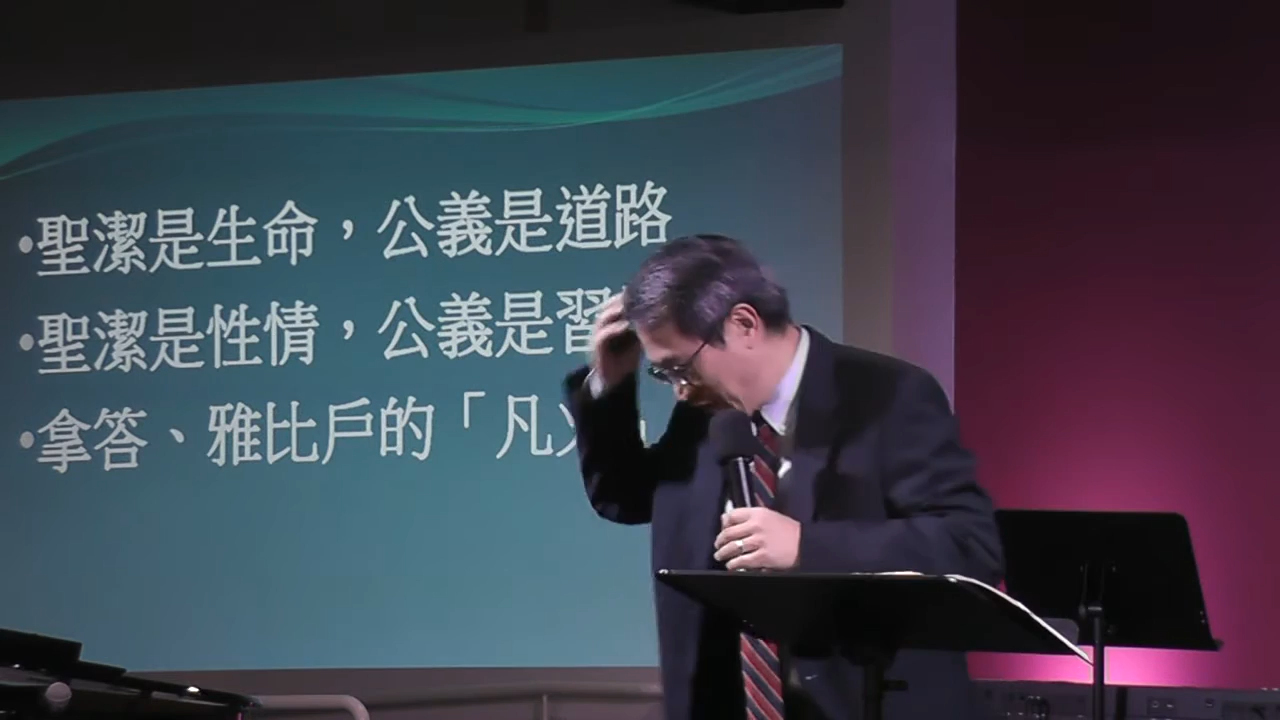 •聖潔是生命，公義是道路
•聖潔是性情，公義是習
•拿答、雅比戶的「凡